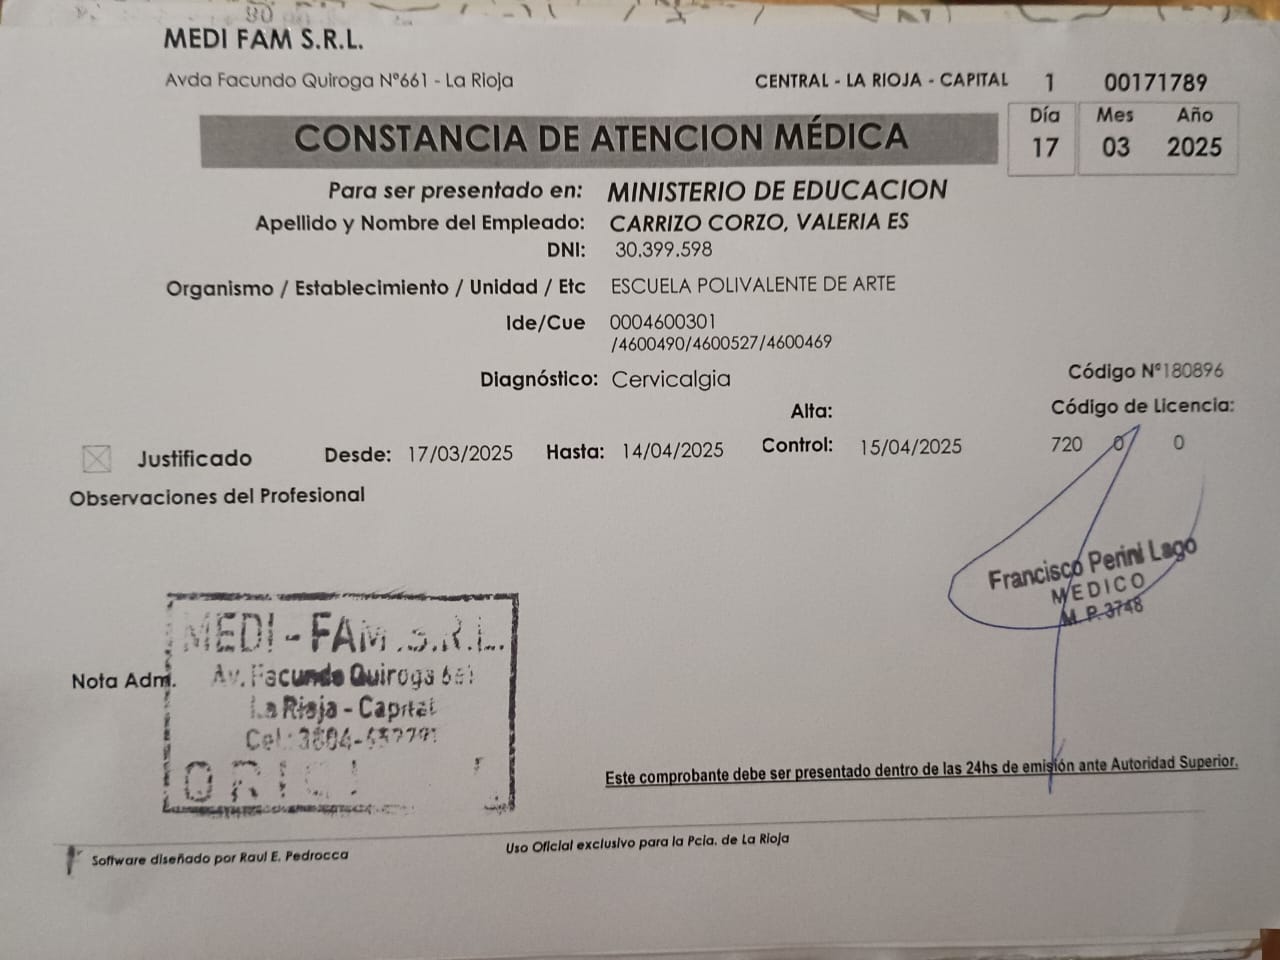 MEDI FAM S.R.L.
Avda Facundo Quiroga N°661 - La Rioja
CENTRAL - LA RIOJA - CAPITAL 1 00171789
Día Mes Año
17 03 2025
CONSTANCIA DE ATENCION MÉDICA
Para ser presentado en: MINISTERIO DE EDUCACION
Apellido y Nombre del Empleado: CARRIZO CORZO, VALERIA ES
DNI: 30.399.598
Organismo / Establecimiento / Unidad / Etc ESCUELA POLIVALENTE DE ARTE
Ide/Cue 0004600301
/4600490/4600527/4600469
Diagnóstico: Cervicalgia
Código N°180896
Alta:
Código de Licencia:
Justificado Desde: 17/03/2025 Hasta: 14/04/2025 Control: 15/04/2025 720 0 0
Observaciones del Profesional
Francisco Perini Lago
MEDICO
M.P. 3748
MEDI - FAM .S.R.L.
Nota Adm.
Av. Facundo Quiroga 661
La Rioja - Capital
Cel.: 3804-
Este comprobante debe ser presentado dentro de las 24hs de emisión ante Autoridad Superior.
Software diseñado por Raul E. Pedrocca
Uso Oficial exclusivo para la Pcia. de La Rioja